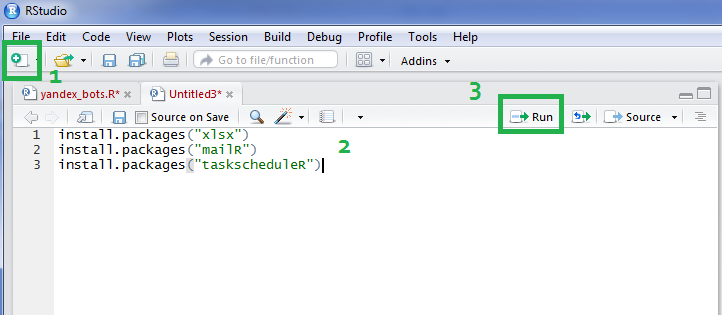 RStudio
File Edit Code View Plots Session Build Debug Profile Tools Help
1 Go to file/function Addins
3
yandex_bots.R* × Untitled3* ×
Source on Save Run Source
1 install.packages("xlsx")
2 install.packages("mailR") 2
3 install.packages("taskscheduleR")